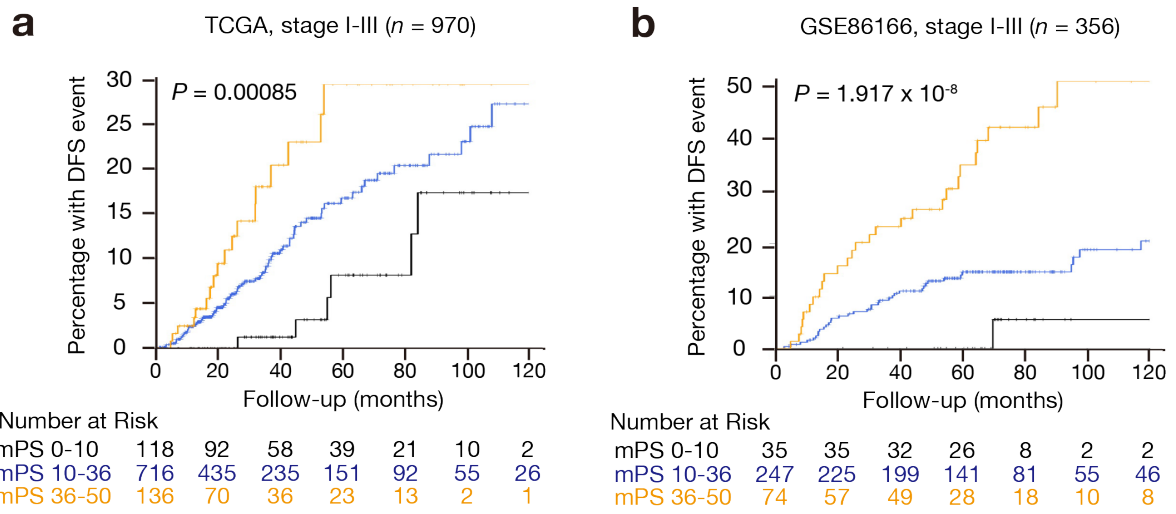 a
TCGA, stage I-III (n = 970)
P = 0.00085
Percentage with DFS event
30
25
20
15
10
5
0
0 20 40 60 80 100 120
Follow-up (months)
Number at Risk
mPS 0-10 118 92 58 39 21 10 2
mPS 10-36 716 435 235 151 92 55 26
mPS 36-50 136 70 36 23 13 2 1
b
GSE86166, stage I-III (n = 356)
P = 1.917 x 10⁻⁸
Percentage with DFS event
50
40
30
20
10
0
0 20 40 60 80 100 120
Follow-up (months)
Number at Risk
mPS 0-10 35 35 32 26 8 2 2
mPS 10-36 247 225 199 141 81 55 46
mPS 36-50 74 57 49 28 18 10 8